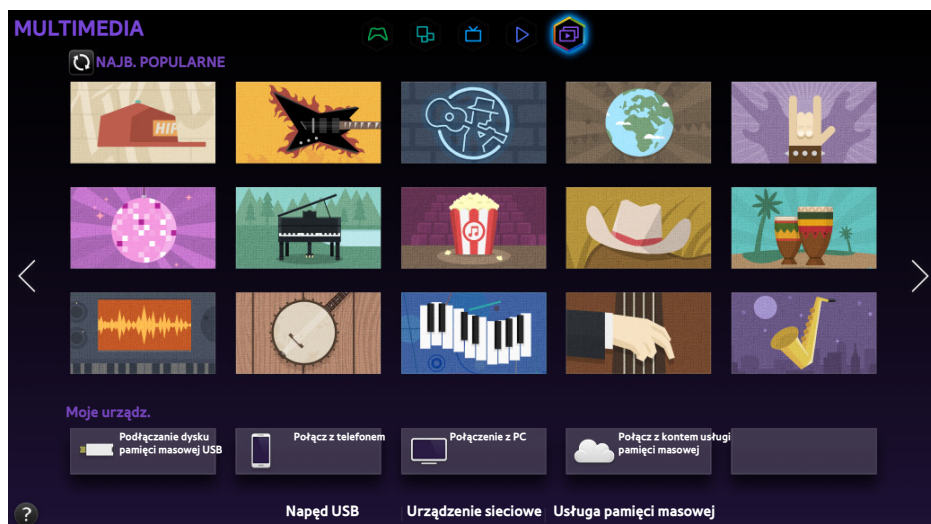 MULTIMEDIA
NAJB. POPULARNE
HIP
Moje urządz.
Podłączanie dysku
pamięci masowej USB
Połącz z telefonem
Połączenie z PC
Połącz z kontem usługi
pamięci masowej
?
Napęd USB
Urządzenie sieciowe
Usługa pamięci masowej